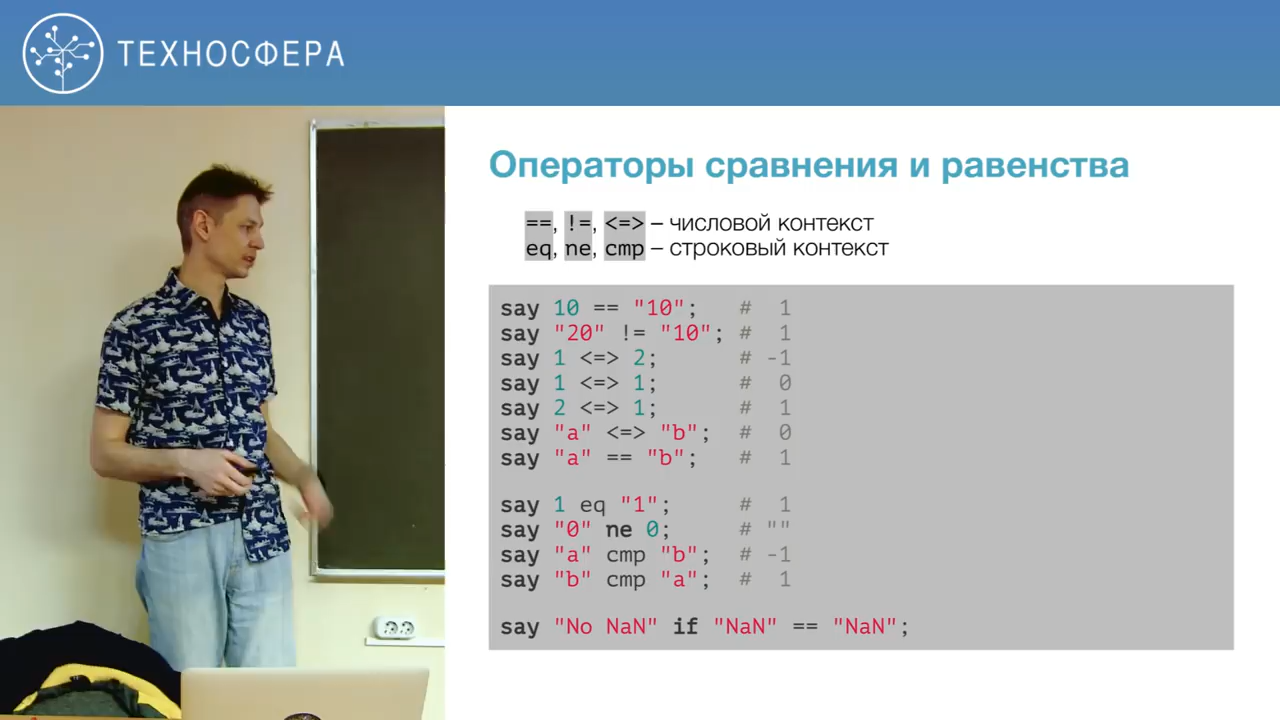 ТЕХНОСФЕРА
Операторы сравнения и равенства
==, !=, <=> – числовой контекст
eq, ne, cmp – строковый контекст
say 10 == "10";   #  1
say "20" != "10"; #  1
say 1 <=> 2;      # -1
say 1 <=> 1;      #  0
say 2 <=> 1;      #  1
say "a" <=> "b";  #  0
say "a" == "b";   #  1
say 1 eq "1";     #  1
say "0" ne 0;     # ""
say "a" cmp "b";  # -1
say "b" cmp "a";  #  1
say "No NaN" if "NaN" == "NaN";